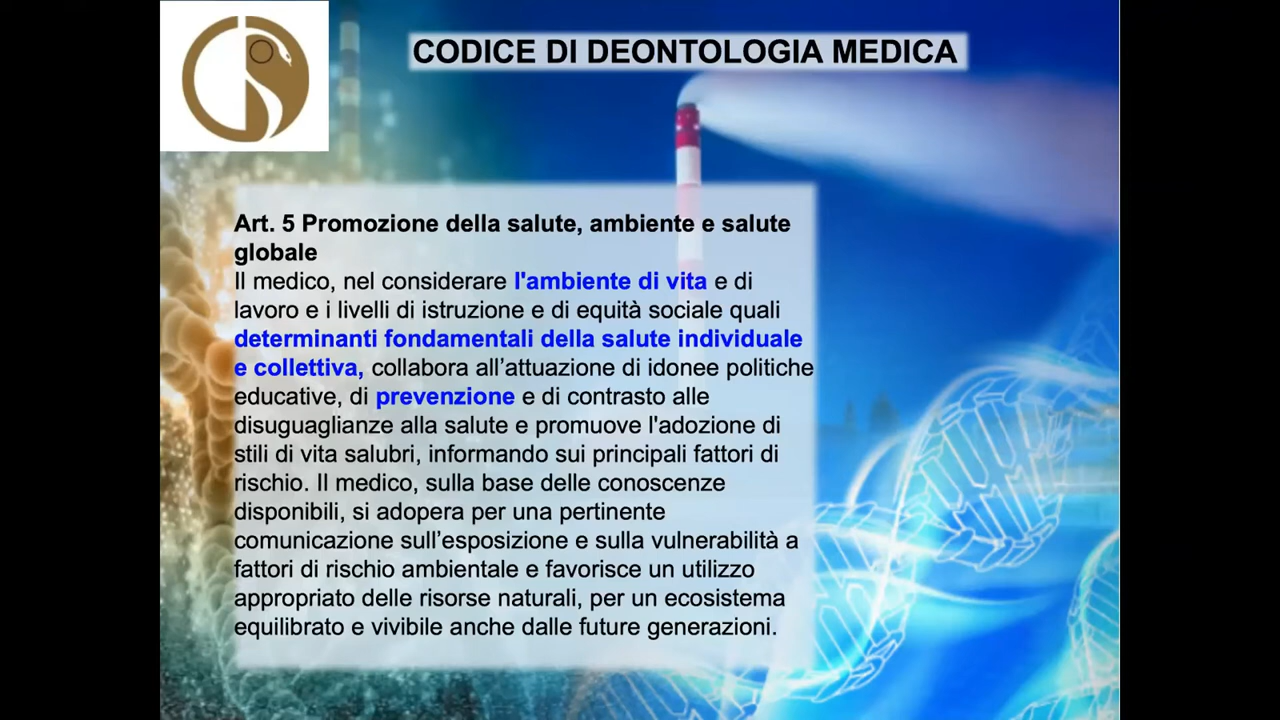 CODICE DI DEONTOLOGIA MEDICA
Art. 5 Promozione della salute, ambiente e salute
globale
Il medico, nel considerare l'ambiente di vita e di
lavoro e i livelli di istruzione e di equità sociale quali
determinanti fondamentali della salute individuale
e collettiva, collabora all’attuazione di idonee politiche
educative, di prevenzione e di contrasto alle
disuguaglianze alla salute e promuove l'adozione di
stili di vita salubri, informando sui principali fattori di
rischio. Il medico, sulla base delle conoscenze
disponibili, si adopera per una pertinente
comunicazione sull’esposizione e sulla vulnerabilità a
fattori di rischio ambientale e favorisce un utilizzo
appropriato delle risorse naturali, per un ecosistema
equilibrato e vivibile anche dalle future generazioni.